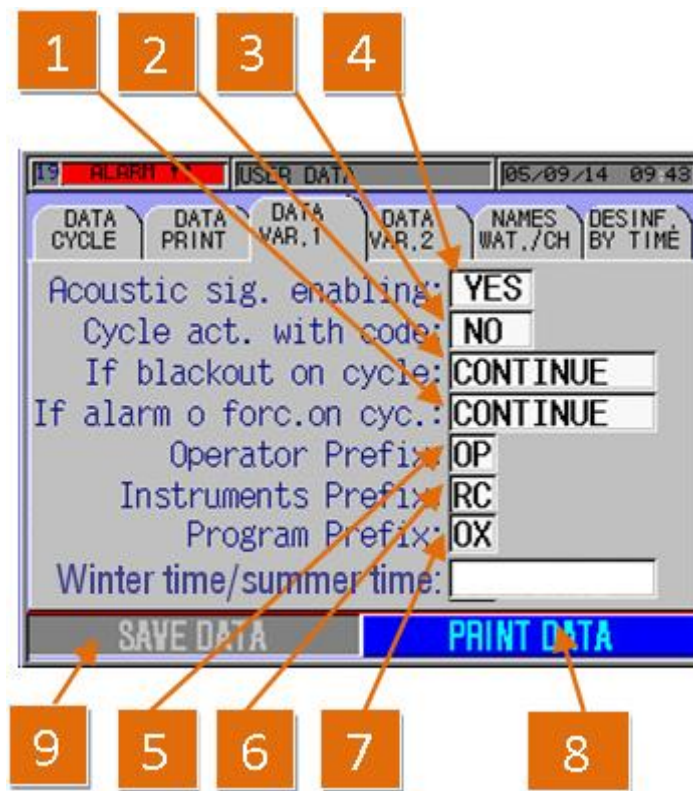 1 2 3 4
19 ALARM USER DATA 05/09/14 09:43
DATA CYCLE DATA PRINT DATA VAR.1 DATA VAR.2 NAMES WAT./CH DESINF. BY TIME
Acoustic sig. enabling: YES
Cycle act. with code: NO
If blackout on cycle: CONTINUE
If alarm o forc.on cyc.: CONTINUE
Operator Prefix: OP
Instruments Prefix: RC
Program Prefix: OX
Winter time/summer time:
SAVE DATA PRINT DATA
9 5 6 7 8